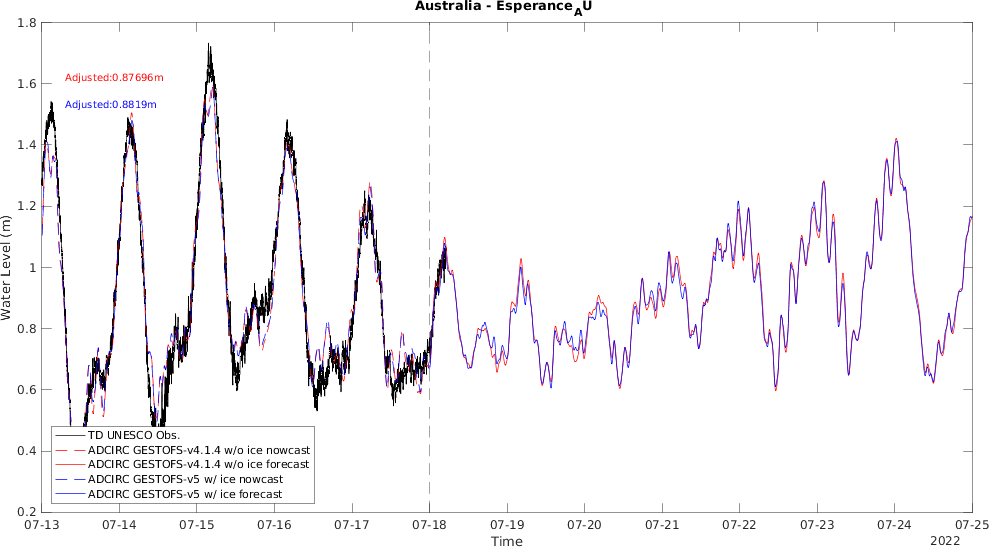 Australia - Esperance_AU
1.8
1.6
1.4
1.2
1
0.8
0.6
0.4
0.2
Water Level (m)
Adjusted:0.87696m
Adjusted:0.8819m
TD UNESCO Obs.
ADCIRC GESTOFS-v4.1.4 w/o ice nowcast
ADCIRC GESTOFS-v4.1.4 w/o ice forecast
ADCIRC GESTOFS-v5 w/ ice nowcast
ADCIRC GESTOFS-v5 w/ ice forecast
07-13 07-14 07-15 07-16 07-17 07-18 07-19 07-20 07-21 07-22 07-23 07-24 07-25
Time
2022